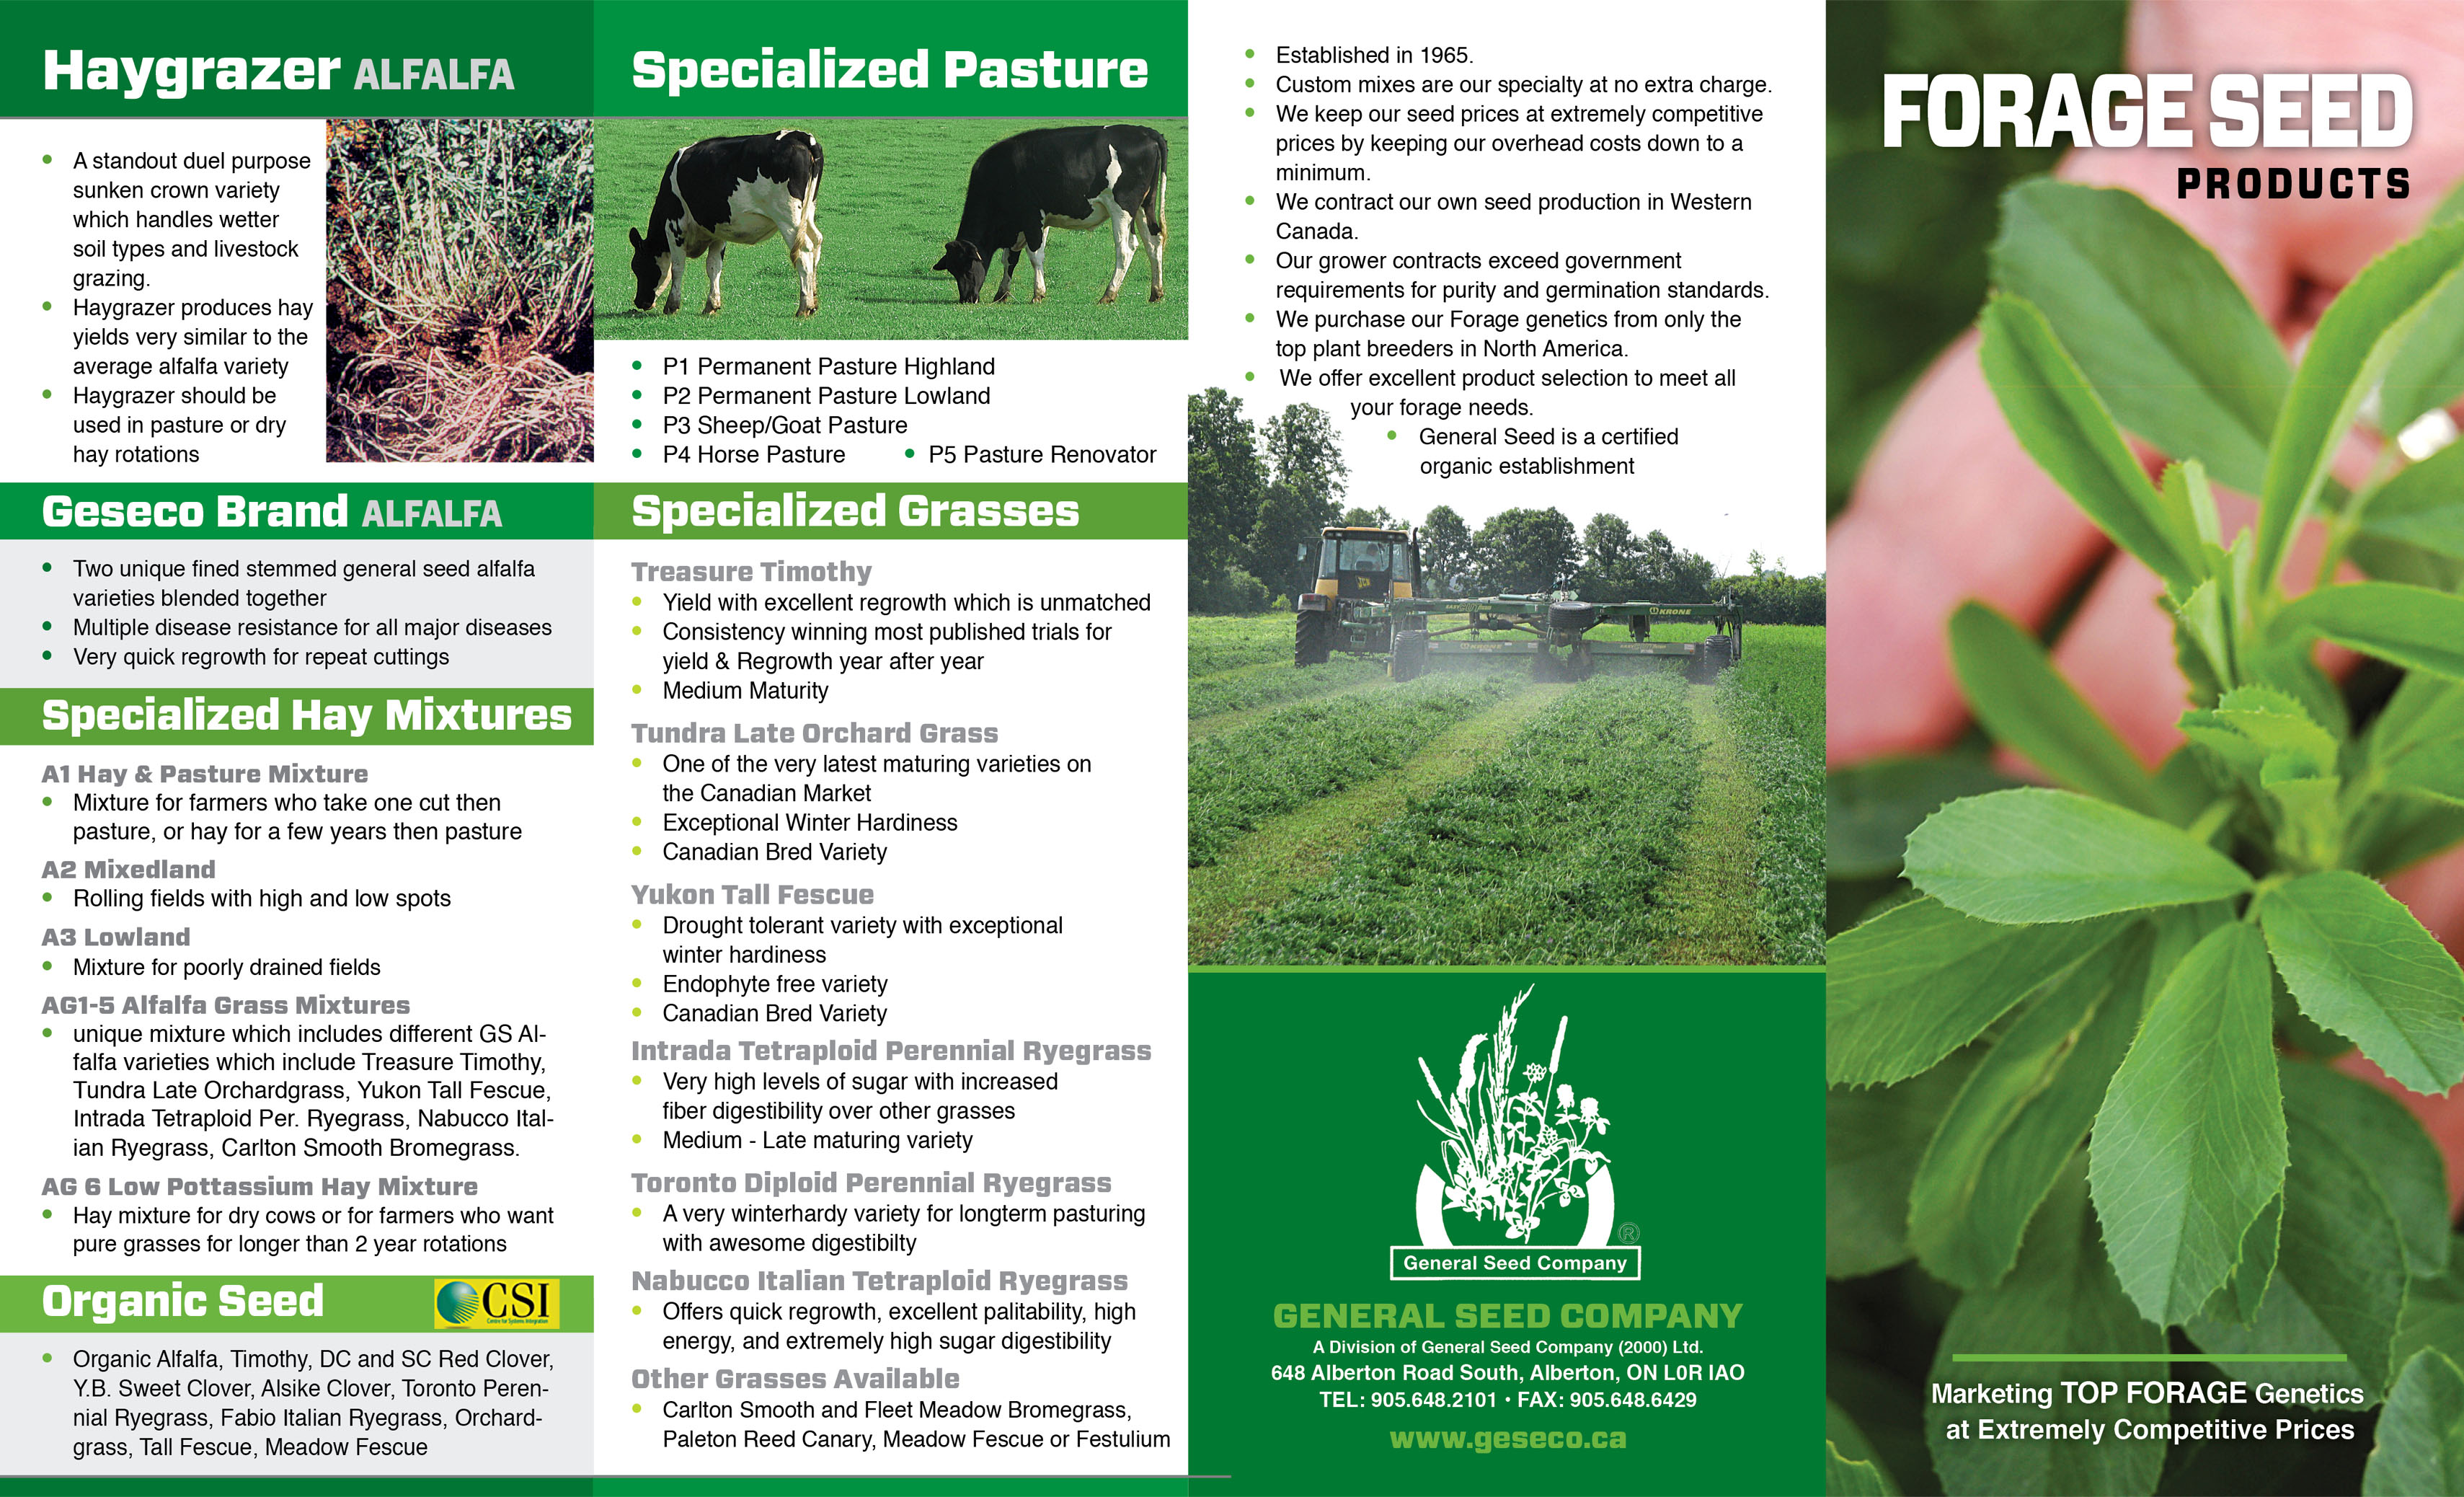 Haygrazer ALFALFA
A standout duel purpose
sunken crown variety
which handles wetter
soil types and livestock
grazing.
Haygrazer produces hay
yields very similar to the
average alfalfa variety
Haygrazer should be
used in pasture or dry
hay rotations
Geseco Brand ALFALFA
Two unique fined stemmed general seed alfalfa
varieties blended together
Multiple disease resistance for all major diseases
Very quick regrowth for repeat cuttings
Specialized Hay Mixtures
A1 Hay & Pasture Mixture
Mixture for farmers who take one cut then
pasture, or hay for a few years then pasture
A2 Mixedland
Rolling fields with high and low spots
A3 Lowland
Mixture for poorly drained fields
AG1-5 Alfalfa Grass Mixtures
unique mixture which includes different GS Al-
falfa varieties which include Treasure Timothy,
Tundra Late Orchardgrass, Yukon Tall Fescue,
Intrada Tetraploid Per. Ryegrass, Nabucco Ital-
ian Ryegrass, Carlton Smooth Bromegrass.
AG 6 Low Pottassium Hay Mixture
Hay mixture for dry cows or for farmers who want
pure grasses for longer than 2 year rotations
Organic Seed
CSI
Centre for Systems Integration
Organic Alfalfa, Timothy, DC and SC Red Clover,
Y.B. Sweet Clover, Alsike Clover, Toronto Peren-
nial Ryegrass, Fabio Italian Ryegrass, Orchard-
grass, Tall Fescue, Meadow Fescue
Specialized Pasture
P1 Permanent Pasture Highland
P2 Permanent Pasture Lowland
P3 Sheep/Goat Pasture
P4 Horse Pasture • P5 Pasture Renovator
Specialized Grasses
Treasure Timothy
Yield with excellent regrowth which is unmatched
Consistency winning most published trials for
yield & Regrowth year after year
Medium Maturity
Tundra Late Orchard Grass
One of the very latest maturing varieties on
the Canadian Market
Exceptional Winter Hardiness
Canadian Bred Variety
Yukon Tall Fescue
Drought tolerant variety with exceptional
winter hardiness
Endophyte free variety
Canadian Bred Variety
Intrada Tetraploid Perennial Ryegrass
Very high levels of sugar with increased
fiber digestibility over other grasses
Medium - Late maturing variety
Toronto Diploid Perennial Ryegrass
A very winterhardy variety for longterm pasturing
with awesome digestibilty
Nabucco Italian Tetraploid Ryegrass
Offers quick regrowth, excellent palitability, high
energy, and extremely high sugar digestibility
Other Grasses Available
Carlton Smooth and Fleet Meadow Bromegrass,
Paleton Reed Canary, Meadow Fescue or Festulium
Established in 1965.
Custom mixes are our specialty at no extra charge.
We keep our seed prices at extremely competitive
prices by keeping our overhead costs down to a
minimum.
We contract our own seed production in Western
Canada.
Our grower contracts exceed government
requirements for purity and germination standards.
We purchase our Forage genetics from only the
top plant breeders in North America.
We offer excellent product selection to meet all
your forage needs.
General Seed is a certified
organic establishment
JCB
KRONE
®
General Seed Company
GENERAL SEED COMPANY
A Division of General Seed Company (2000) Ltd.
648 Alberton Road South, Alberton, ON L0R IAO
TEL: 905.648.2101 • FAX: 905.648.6429
www.geseco.ca
FORAGE SEED
PRODUCTS
Marketing TOP FORAGE Genetics
at Extremely Competitive Prices